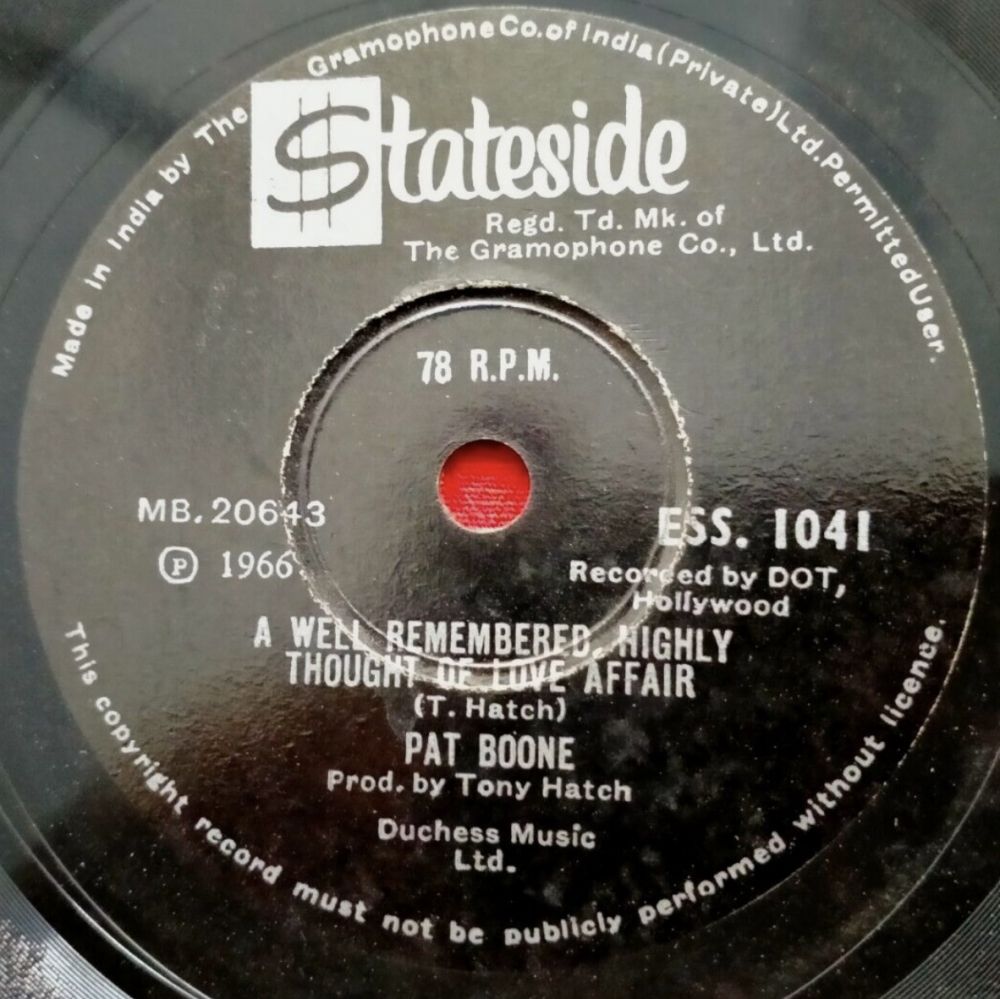 Made in India by The Gramophone Co. of India (Private) Ltd. Permitted User.
Stateside
Regd. Td. Mk. of
The Gramophone Co., Ltd.
78 R.P.M.
MB. 20643
ESS. 1041
Ⓟ 1966
Recorded by DOT,
Hollywood
A WELL REMEMBERED, HIGHLY
THOUGHT OF LOVE AFFAIR
(T. Hatch)
PAT BOONE
Prod. by Tony Hatch
Duchess Music
Ltd.
This copyright record must not be publicly performed without licence.